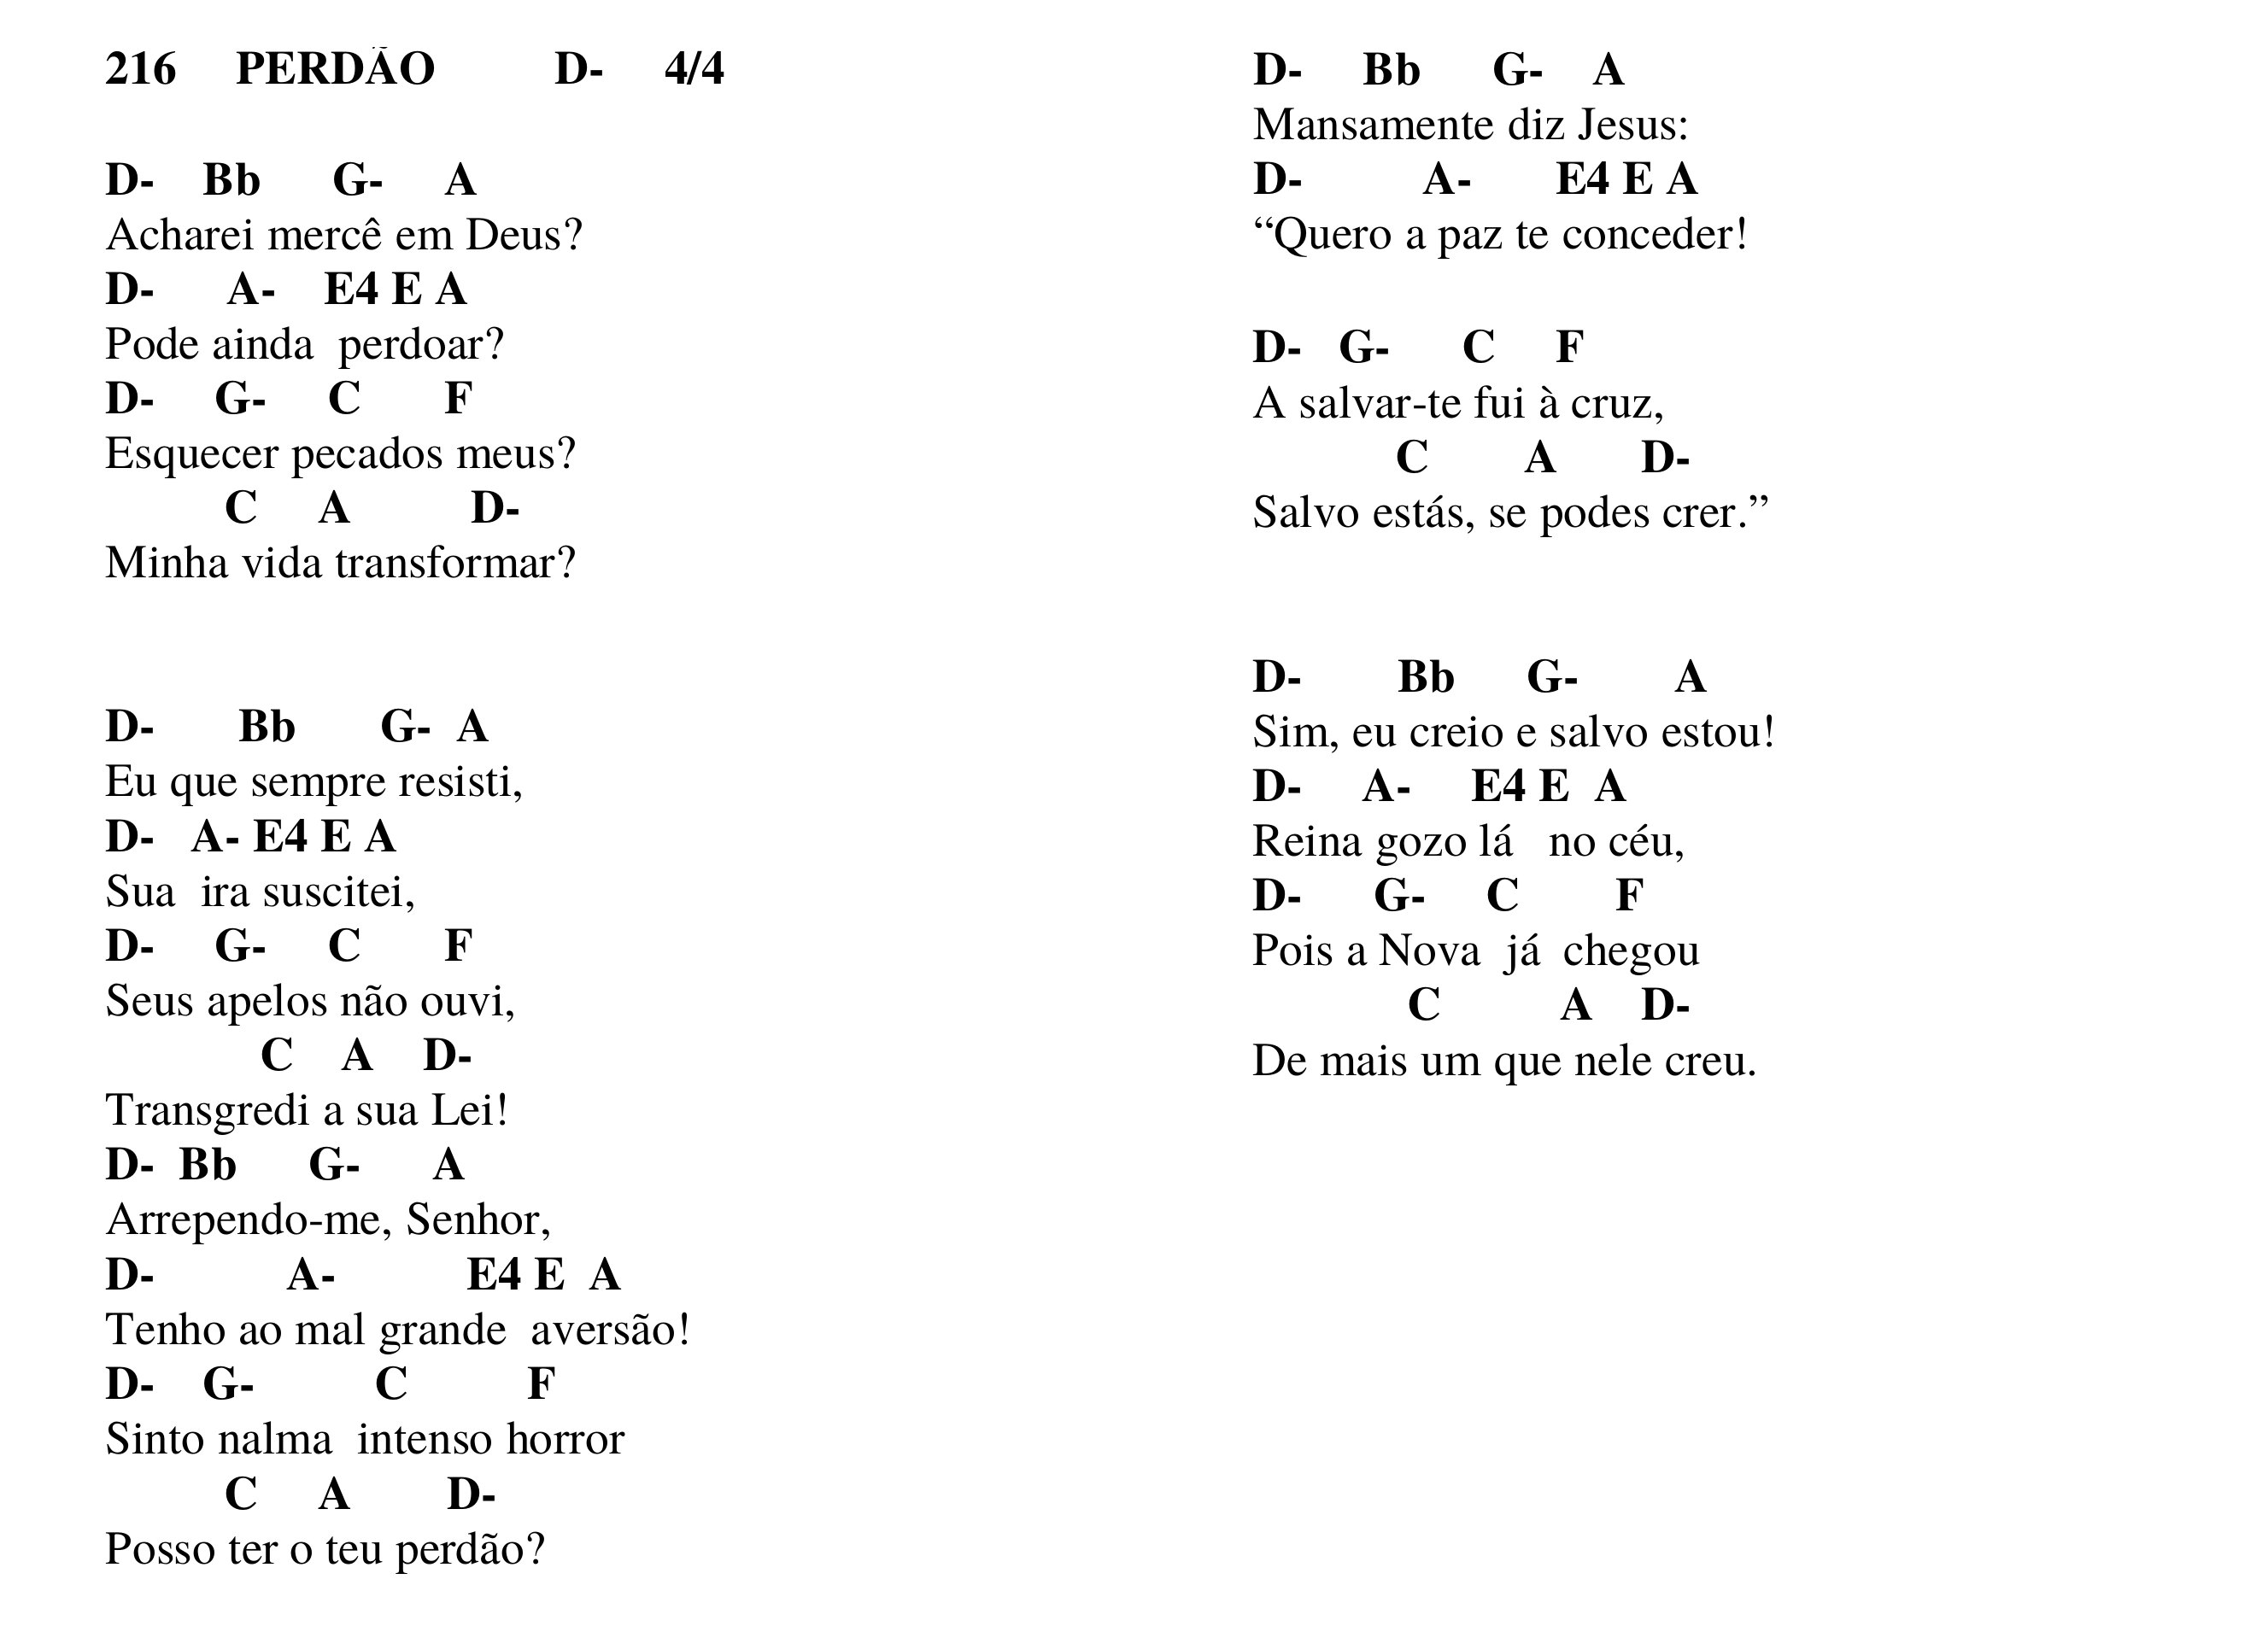 216 PERDÃO D- 4/4
D- Bb G- A
Acharei mercê em Deus?
D- A- E4 E A
Pode ainda perdoar?
D- G- C F
Esquecer pecados meus?
C A D-
Minha vida transformar?
D- Bb G- A
Eu que sempre resisti,
D- A- E4 E A
Sua ira suscitei,
D- G- C F
Seus apelos não ouvi,
C A D-
Transgredi a sua Lei!
D- Bb G- A
Arrependo-me, Senhor,
D- A- E4 E A
Tenho ao mal grande aversão!
D- G- C F
Sinto nalma intenso horror
C A D-
Posso ter o teu perdão?
D- Bb G- A
Mansamente diz Jesus:
D- A- E4 E A
“Quero a paz te conceder!
D- G- C F
A salvar-te fui à cruz,
C A D-
Salvo estás, se podes crer.”
D- Bb G- A
Sim, eu creio e salvo estou!
D- A- E4 E A
Reina gozo lá no céu,
D- G- C F
Pois a Nova já chegou
C A D-
De mais um que nele creu.